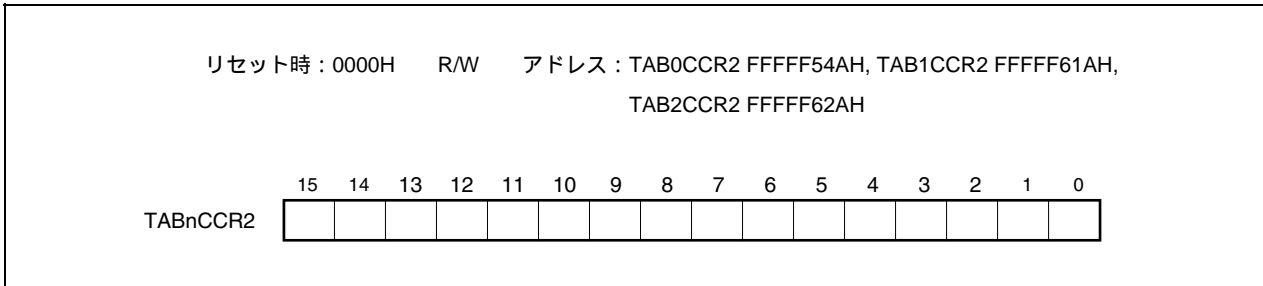 リセット時：0000H R/W アドレス：TAB0CCR2 FFFFF54AH, TAB1CCR2 FFFFF61AH,
TAB2CCR2 FFFFF62AH
15 14 13 12 11 10 9 8 7 6 5 4 3 2 1 0
TABnCCR2